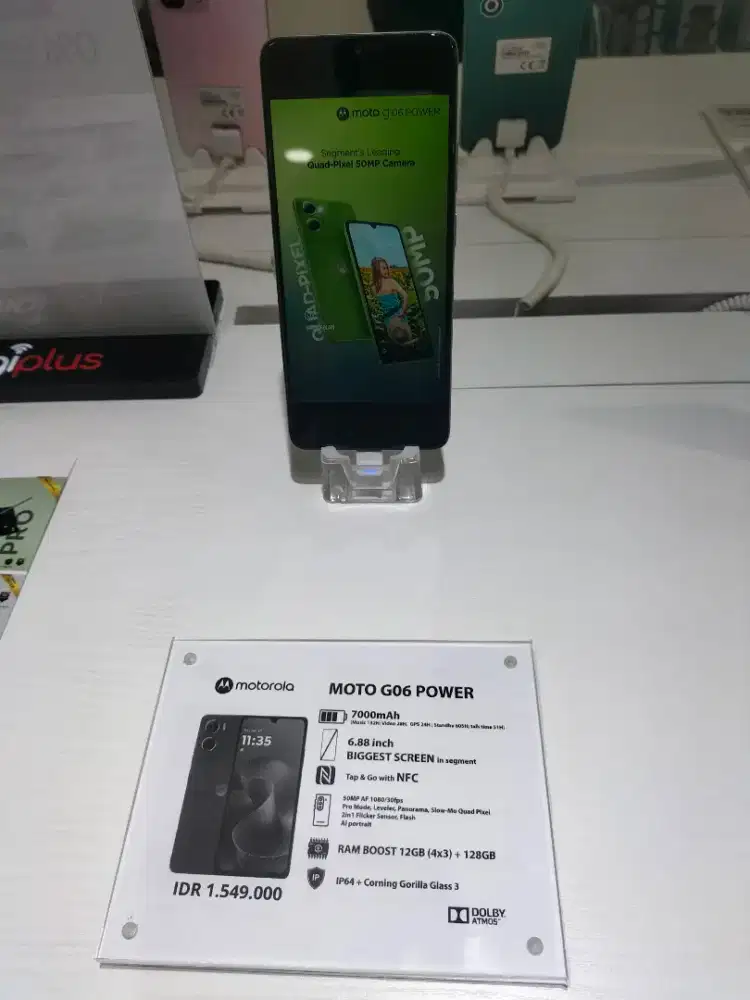 moto g06 POWER
Segment's Leading
Quad-Pixel 50MP Camera
QUAD-PIXEL
50MP
iplus
PRO
motorola
MOTO G06 POWER
7000mAh
6.88 inch
BIGGEST SCREEN in segment
Tap & Go with NFC
50MP AF 1080/30fps
Pro Mode, Leveler, Panorama, Slow-Mo Quad Pixel
2in1 Flicker Sensor, Flash
AI portrait
RAM BOOST 12GB (4x3) + 128GB
IP
IP64 + Corning Gorilla Glass 3
11:35
IDR 1.549.000
DOLBY
ATMOS